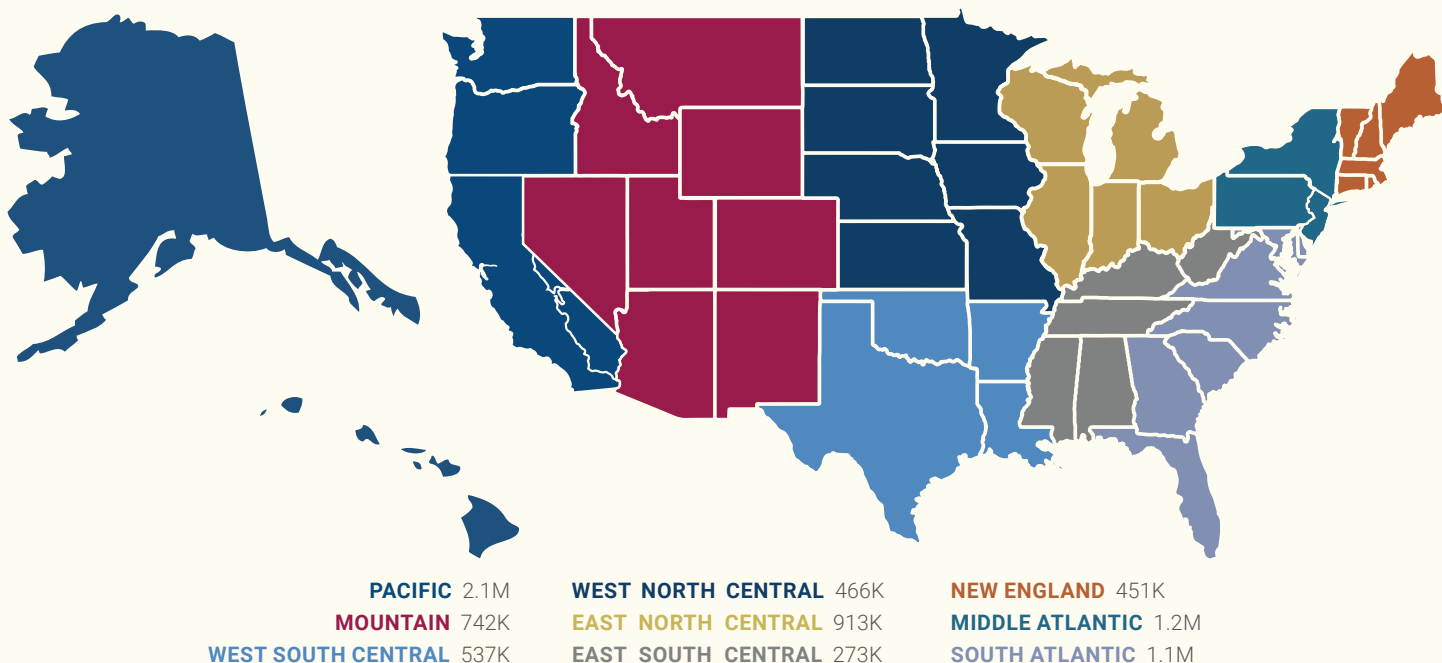 PACIFIC 2.1M
MOUNTAIN 742K
WEST SOUTH CENTRAL 537K
WEST NORTH CENTRAL 466K
EAST NORTH CENTRAL 913K
EAST SOUTH CENTRAL 273K
NEW ENGLAND 451K
MIDDLE ATLANTIC 1.2M
SOUTH ATLANTIC 1.1M